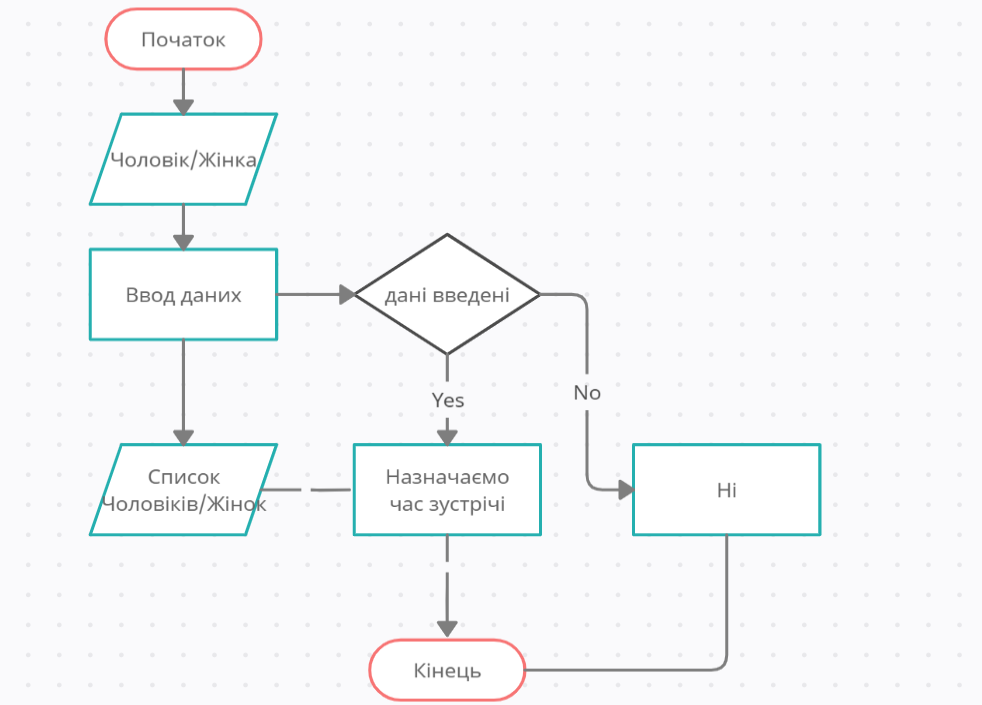 Початок
Чоловік/Жінка
Ввод даних
дані введені
Yes
No
Список
Чоловіків/Жінок
Назначаємо
час зустрічі
Ні
Кінець